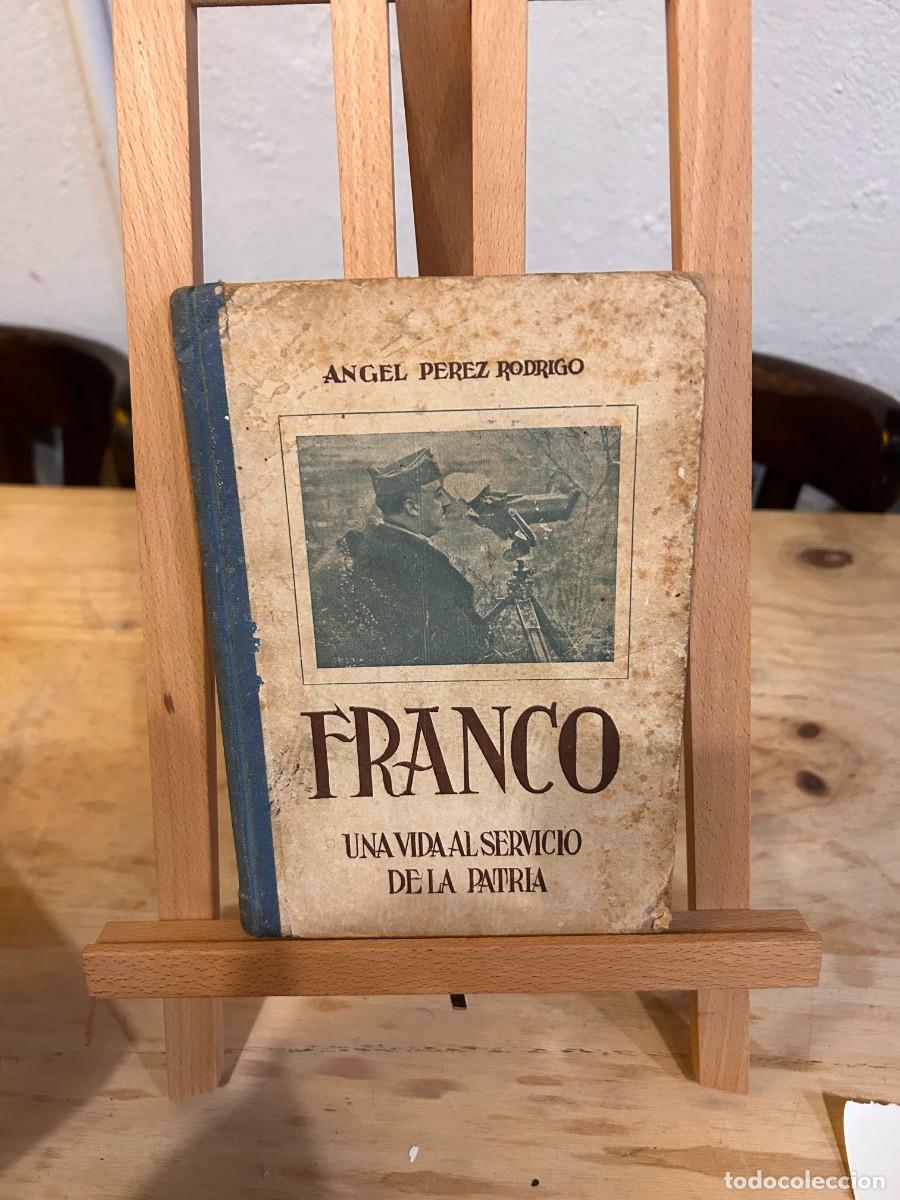 ANGEL PEREZ RODRIGO
FRANCO
UNA VIDA AL SERVICIO
DE LA PATRIA
todocoleccion